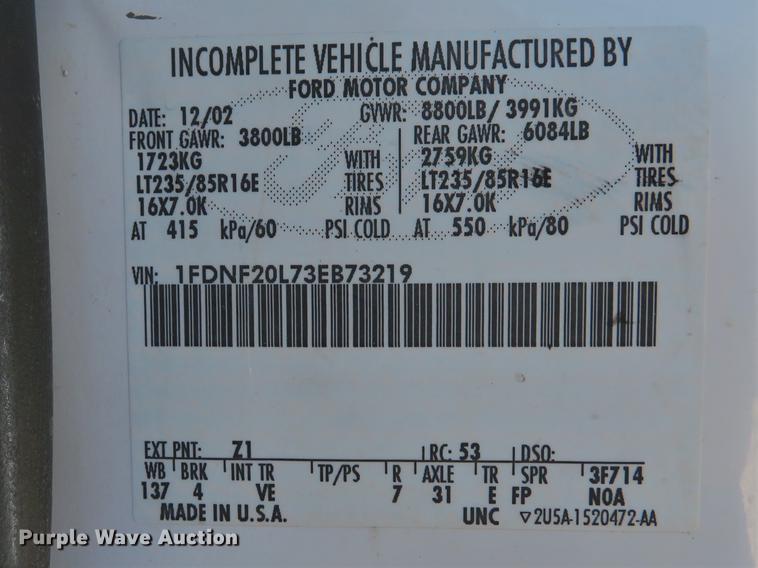 INCOMPLETE VEHICLE MANUFACTURED BY
FORD MOTOR COMPANY
DATE: 12/02 GVWR: 8800LB/ 3991KG
FRONT GAWR: 3800LB REAR GAWR: 6084LB
1723KG WITH 2759KG WITH
LT235/85R16E TIRES LT235/85R16E TIRES
16X7.0K RIMS 16X7.0K RIMS
AT 415 kPa/60 PSI COLD AT 550 kPa/80 PSI COLD
VIN: 1FDNF20L73EB73219
EXT PNT: Z1 RC: 53 DSO:
WB BRK INT TR TP/PS R AXLE TR SPR 3F714
137 4 VE 7 31 E FP N0A
MADE IN U.S.A. UNC ▽2U5A-1520472-AA
Purple Wave Auction